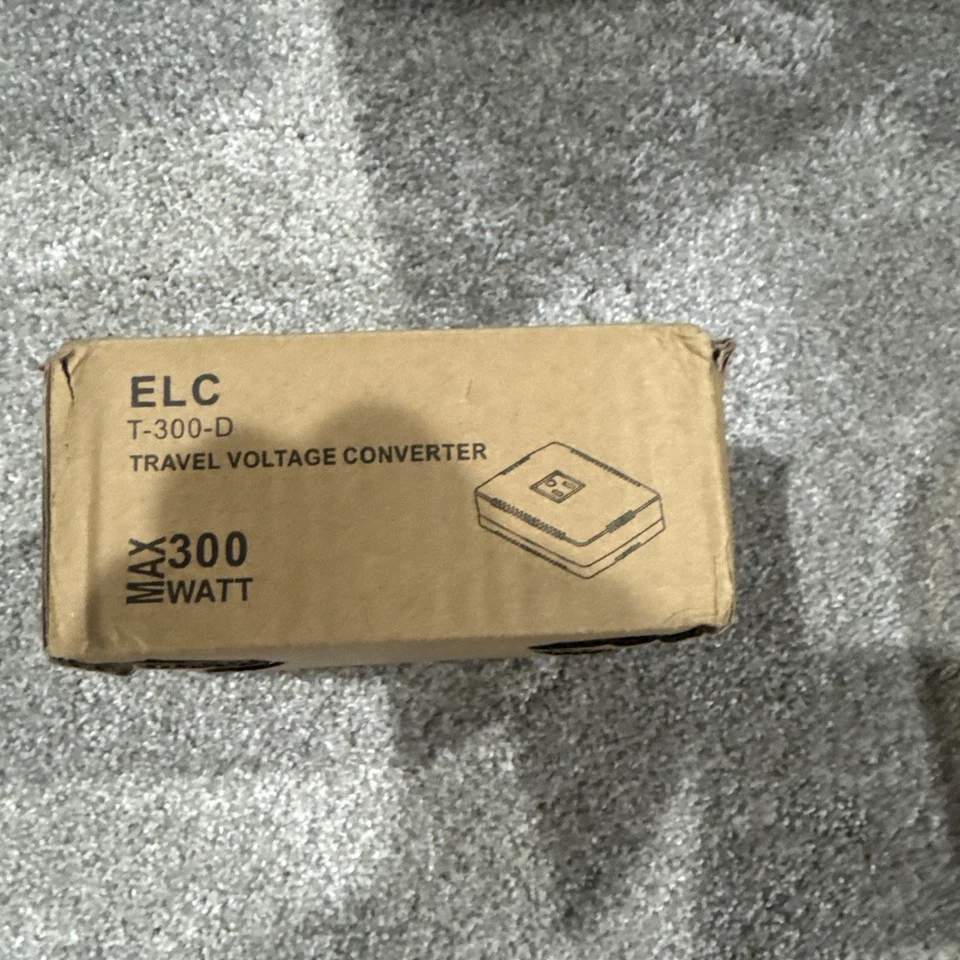 ELC
T-300-D
TRAVEL VOLTAGE CONVERTER
MAX 300
WATT